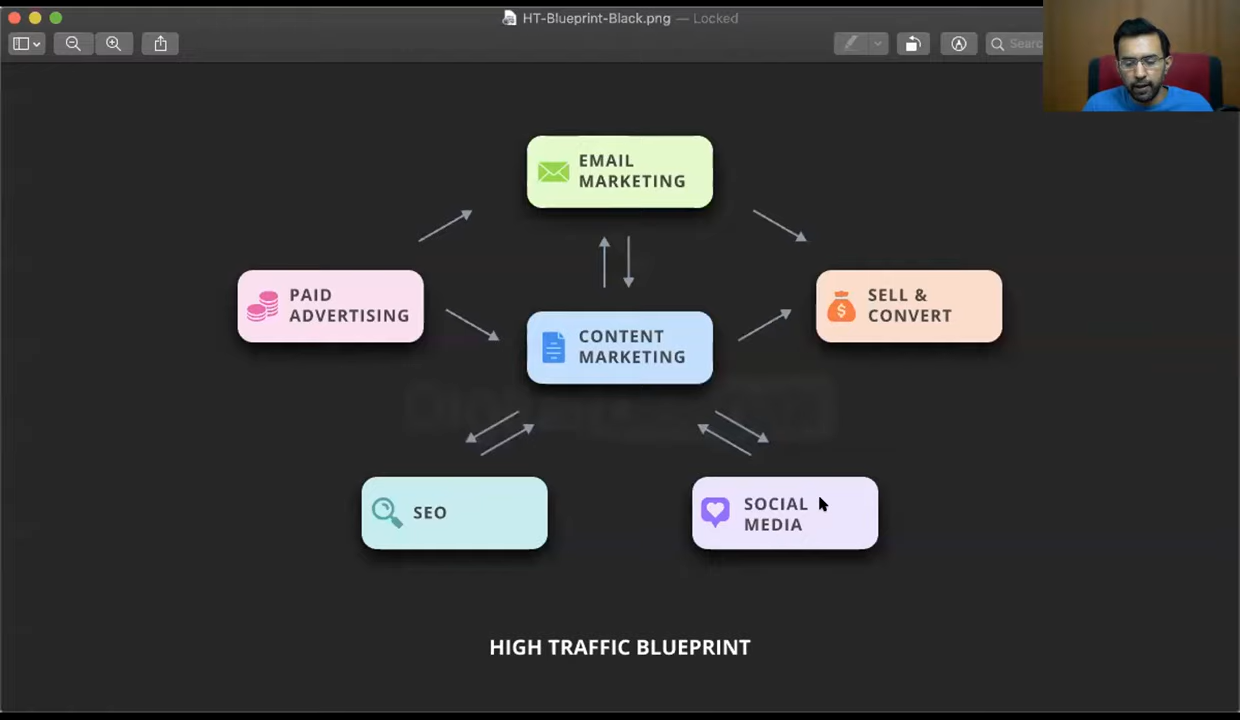 HT-Blueprint-Black.png — Locked
Searc
EMAIL
MARKETING
PAID
ADVERTISING
SELL &
CONVERT
CONTENT
MARKETING
SEO
SOCIAL
MEDIA
HIGH TRAFFIC BLUEPRINT